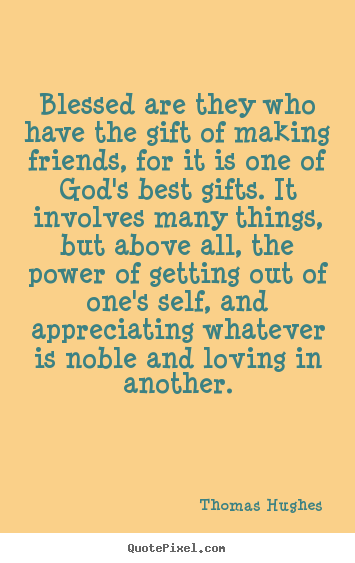 Blessed are they who
have the gift of making
friends, for it is one of
God's best gifts. It
involves many things,
but above all, the
power of getting out of
one's self, and
appreciating whatever
is noble and loving in
another.
Thomas Hughes
QuotePixel.com